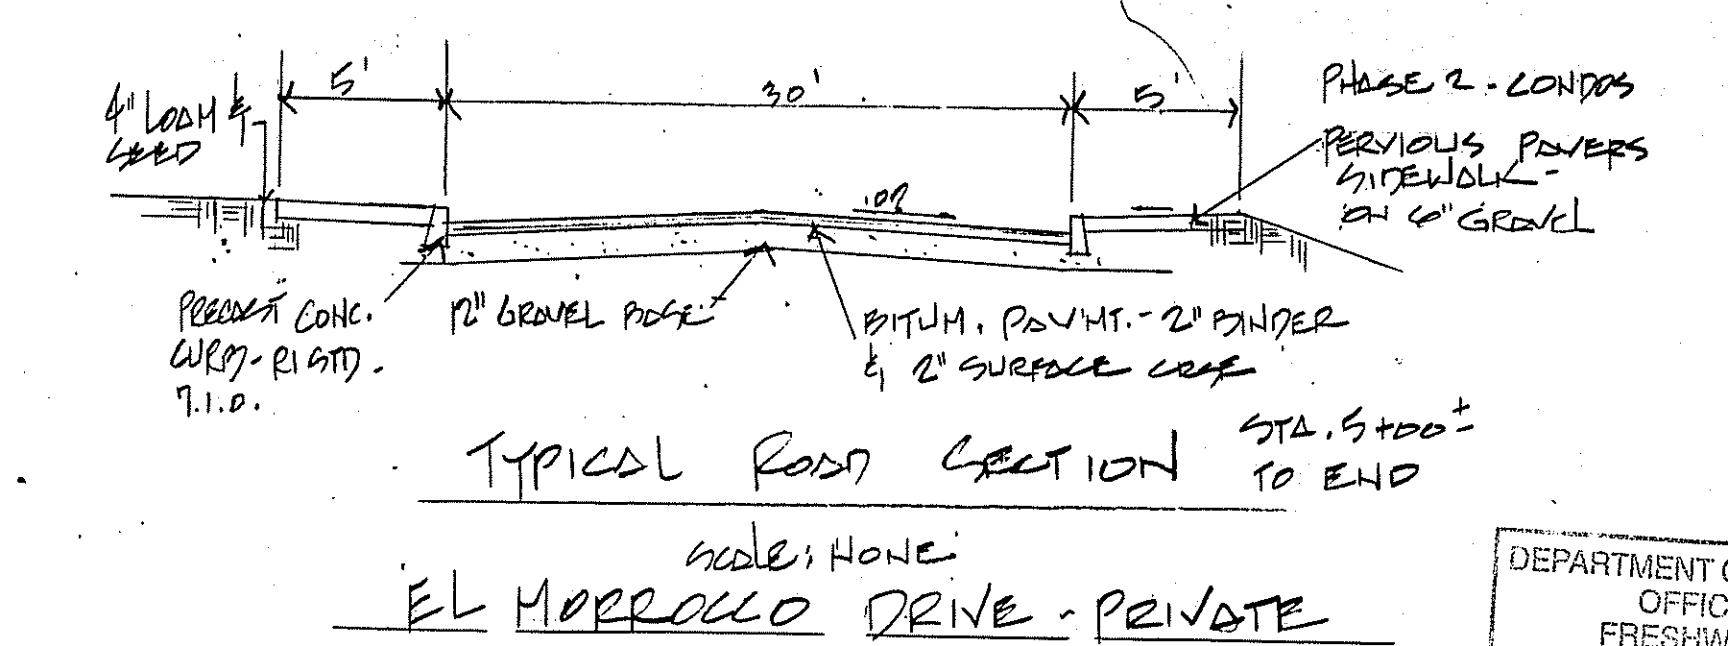 5'
30'
5'
4" LOAM &
SEED
PHASE 2 - CONDOS
PERVIOUS PAVERS
SIDEWALK -
ON 6" GRAVEL
.02
PRECAST CONC.
CURB - RI STD.
7.1.0.
12" GRAVEL BASE
BITUM. PAV'MT. - 2" BINDER
& 2" SURFACE CRSE
TYPICAL ROAD SECTION
STA. 5+00±
TO END
SCALE: NONE
EL MORROCCO DRIVE - PRIVATE
DEPARTMENT
OFFIC
FRESHW